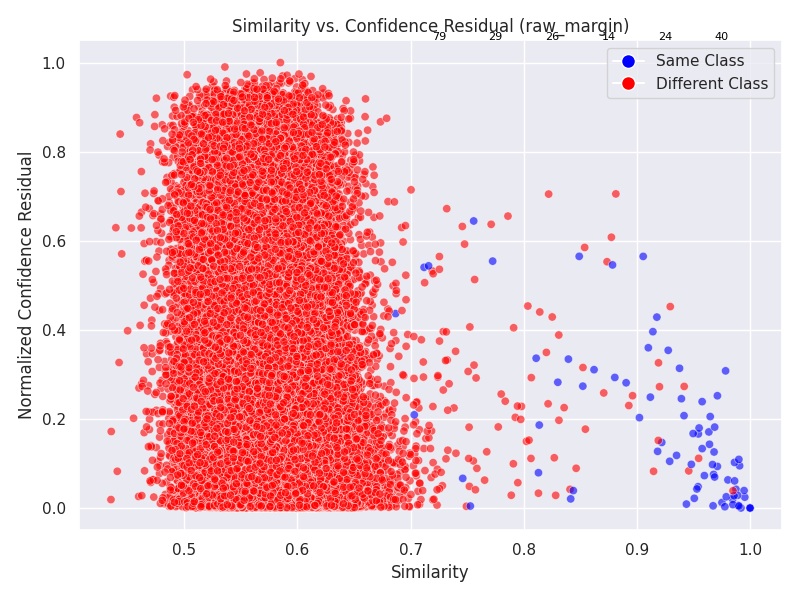 Similarity vs. Confidence Residual (raw_margin)
79 29 26 14 24 40
Same Class
Different Class
1.0
0.8
0.6
0.4
0.2
0.0
Normalized Confidence Residual
0.5 0.6 0.7 0.8 0.9 1.0
Similarity